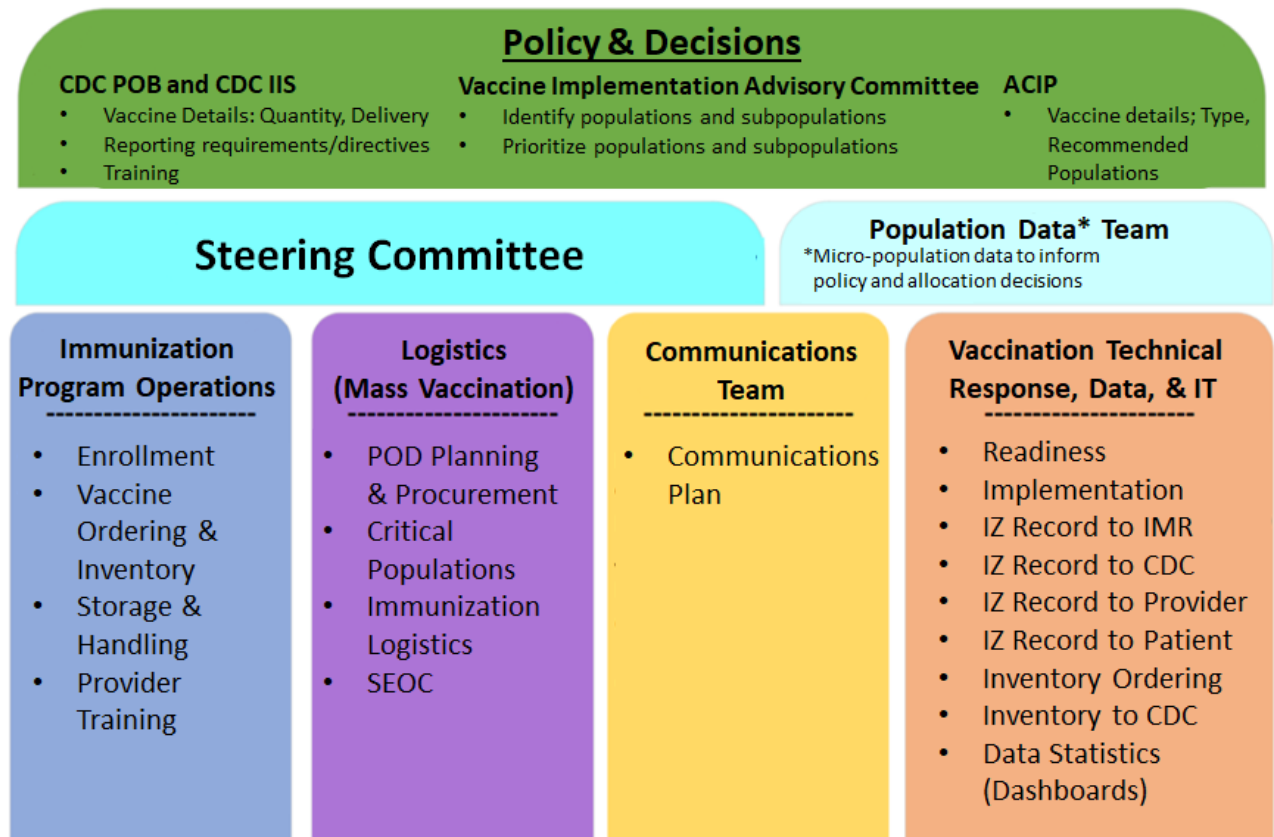 Policy & Decisions
CDC POB and CDC IIS
• Vaccine Details: Quantity, Delivery
• Reporting requirements/directives
• Training
Vaccine Implementation Advisory Committee
• Identify populations and subpopulations
• Prioritize populations and subpopulations
ACIP
• Vaccine details; Type,
Recommended
Populations
Steering Committee
Population Data* Team
*Micro-population data to inform
policy and allocation decisions
Immunization
Program Operations
----------------------
• Enrollment
• Vaccine
Ordering &
Inventory
• Storage &
Handling
• Provider
Training
Logistics
(Mass Vaccination)
----------------------
• POD Planning
& Procurement
• Critical
Populations
• Immunization
Logistics
• SEOC
Communications
Team
----------------------
• Communications
Plan
Vaccination Technical
Response, Data, & IT
----------------------
• Readiness
• Implementation
• IZ Record to IMR
• IZ Record to CDC
• IZ Record to Provider
• IZ Record to Patient
• Inventory Ordering
• Inventory to CDC
• Data Statistics
(Dashboards)